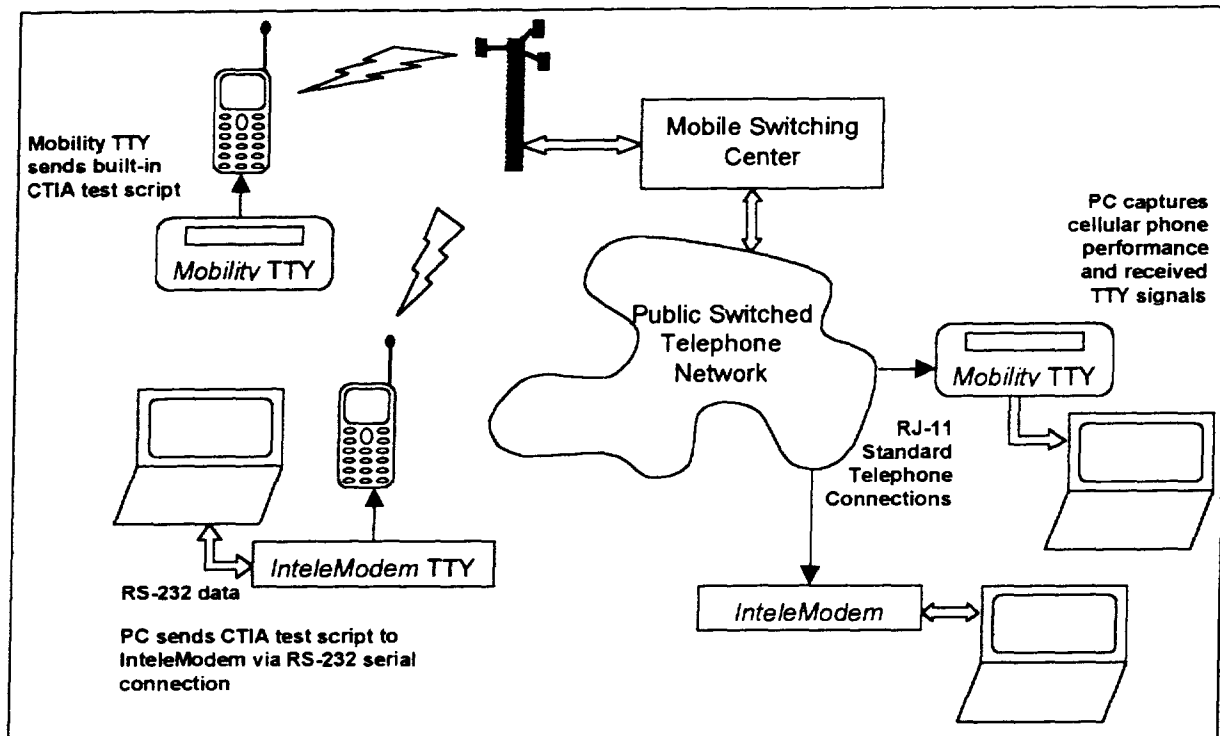 Mobility TTY
sends built-in
CTIA test script
Mobility TTY
Mobile Switching
Center
PC captures
cellular phone
performance
and received
TTY signals
Public Switched
Telephone
Network
Mobility TTY
RJ-11
Standard
Telephone
Connections
InteleModem TTY
RS-232 data
PC sends CTIA test script to
InteleModem via RS-232 serial
connection
InteleModem